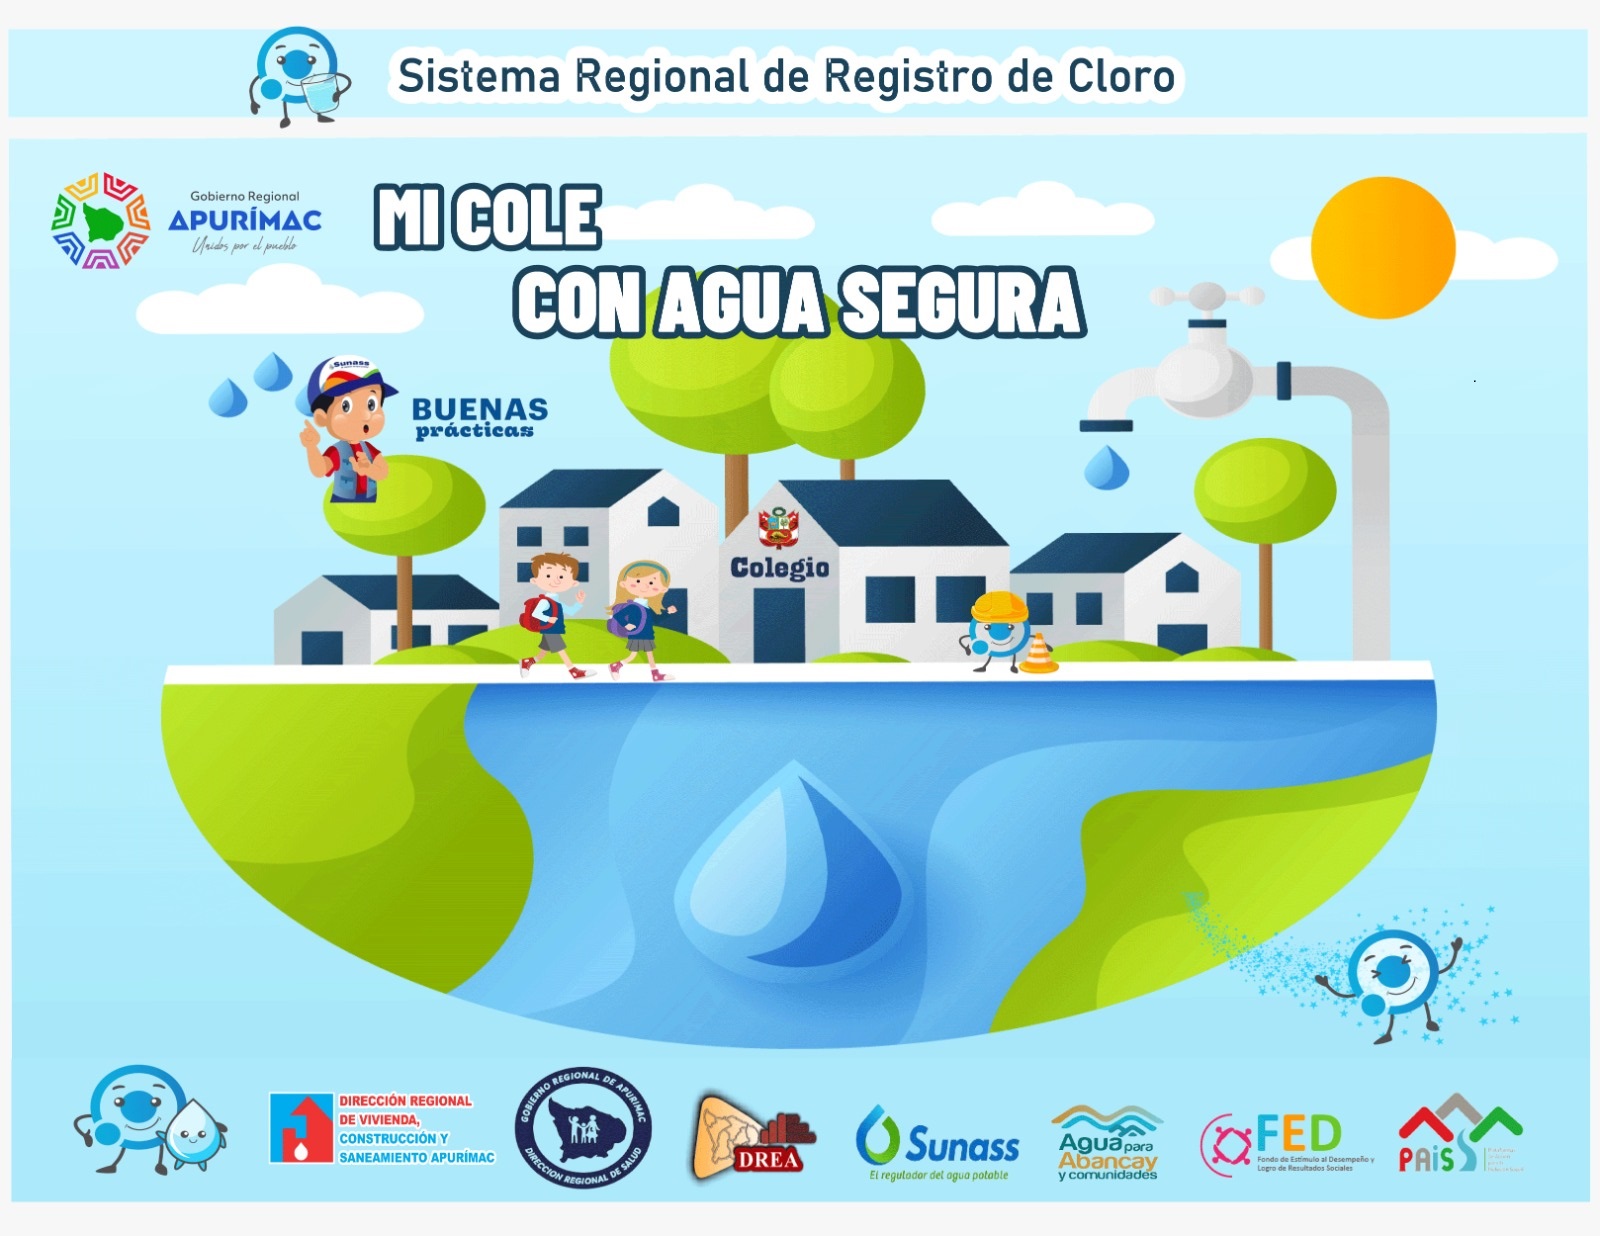 Sistema Regional de Registro de Cloro
Gobierno Regional
APURÍMAC
Unidos por el pueblo
MI COLE
CON AGUA SEGURA
Sunass
BUENAS
prácticas
Colegio
DIRECCIÓN REGIONAL
DE VIVIENDA,
CONSTRUCCIÓN Y
SANEAMIENTO APURÍMAC
GOBIERNO REGIONAL DE APURIMAC
DIRECCION REGIONAL DE SALUD
DREA
Sunass
El regulador del agua potable
Agua para
Abancay
y comunidades
FED
Fondo de Estímulo al Desempeño y
Logro de Resultados Sociales
PAiS